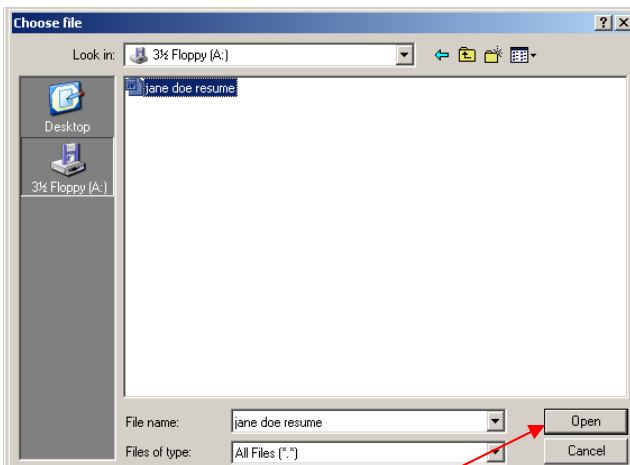 Choose file
Look in: 3½ Floppy (A:)
jane doe resume
Desktop
3½ Floppy (A:)
File name: jane doe resume Open
Files of type: All Files (*.*) Cancel